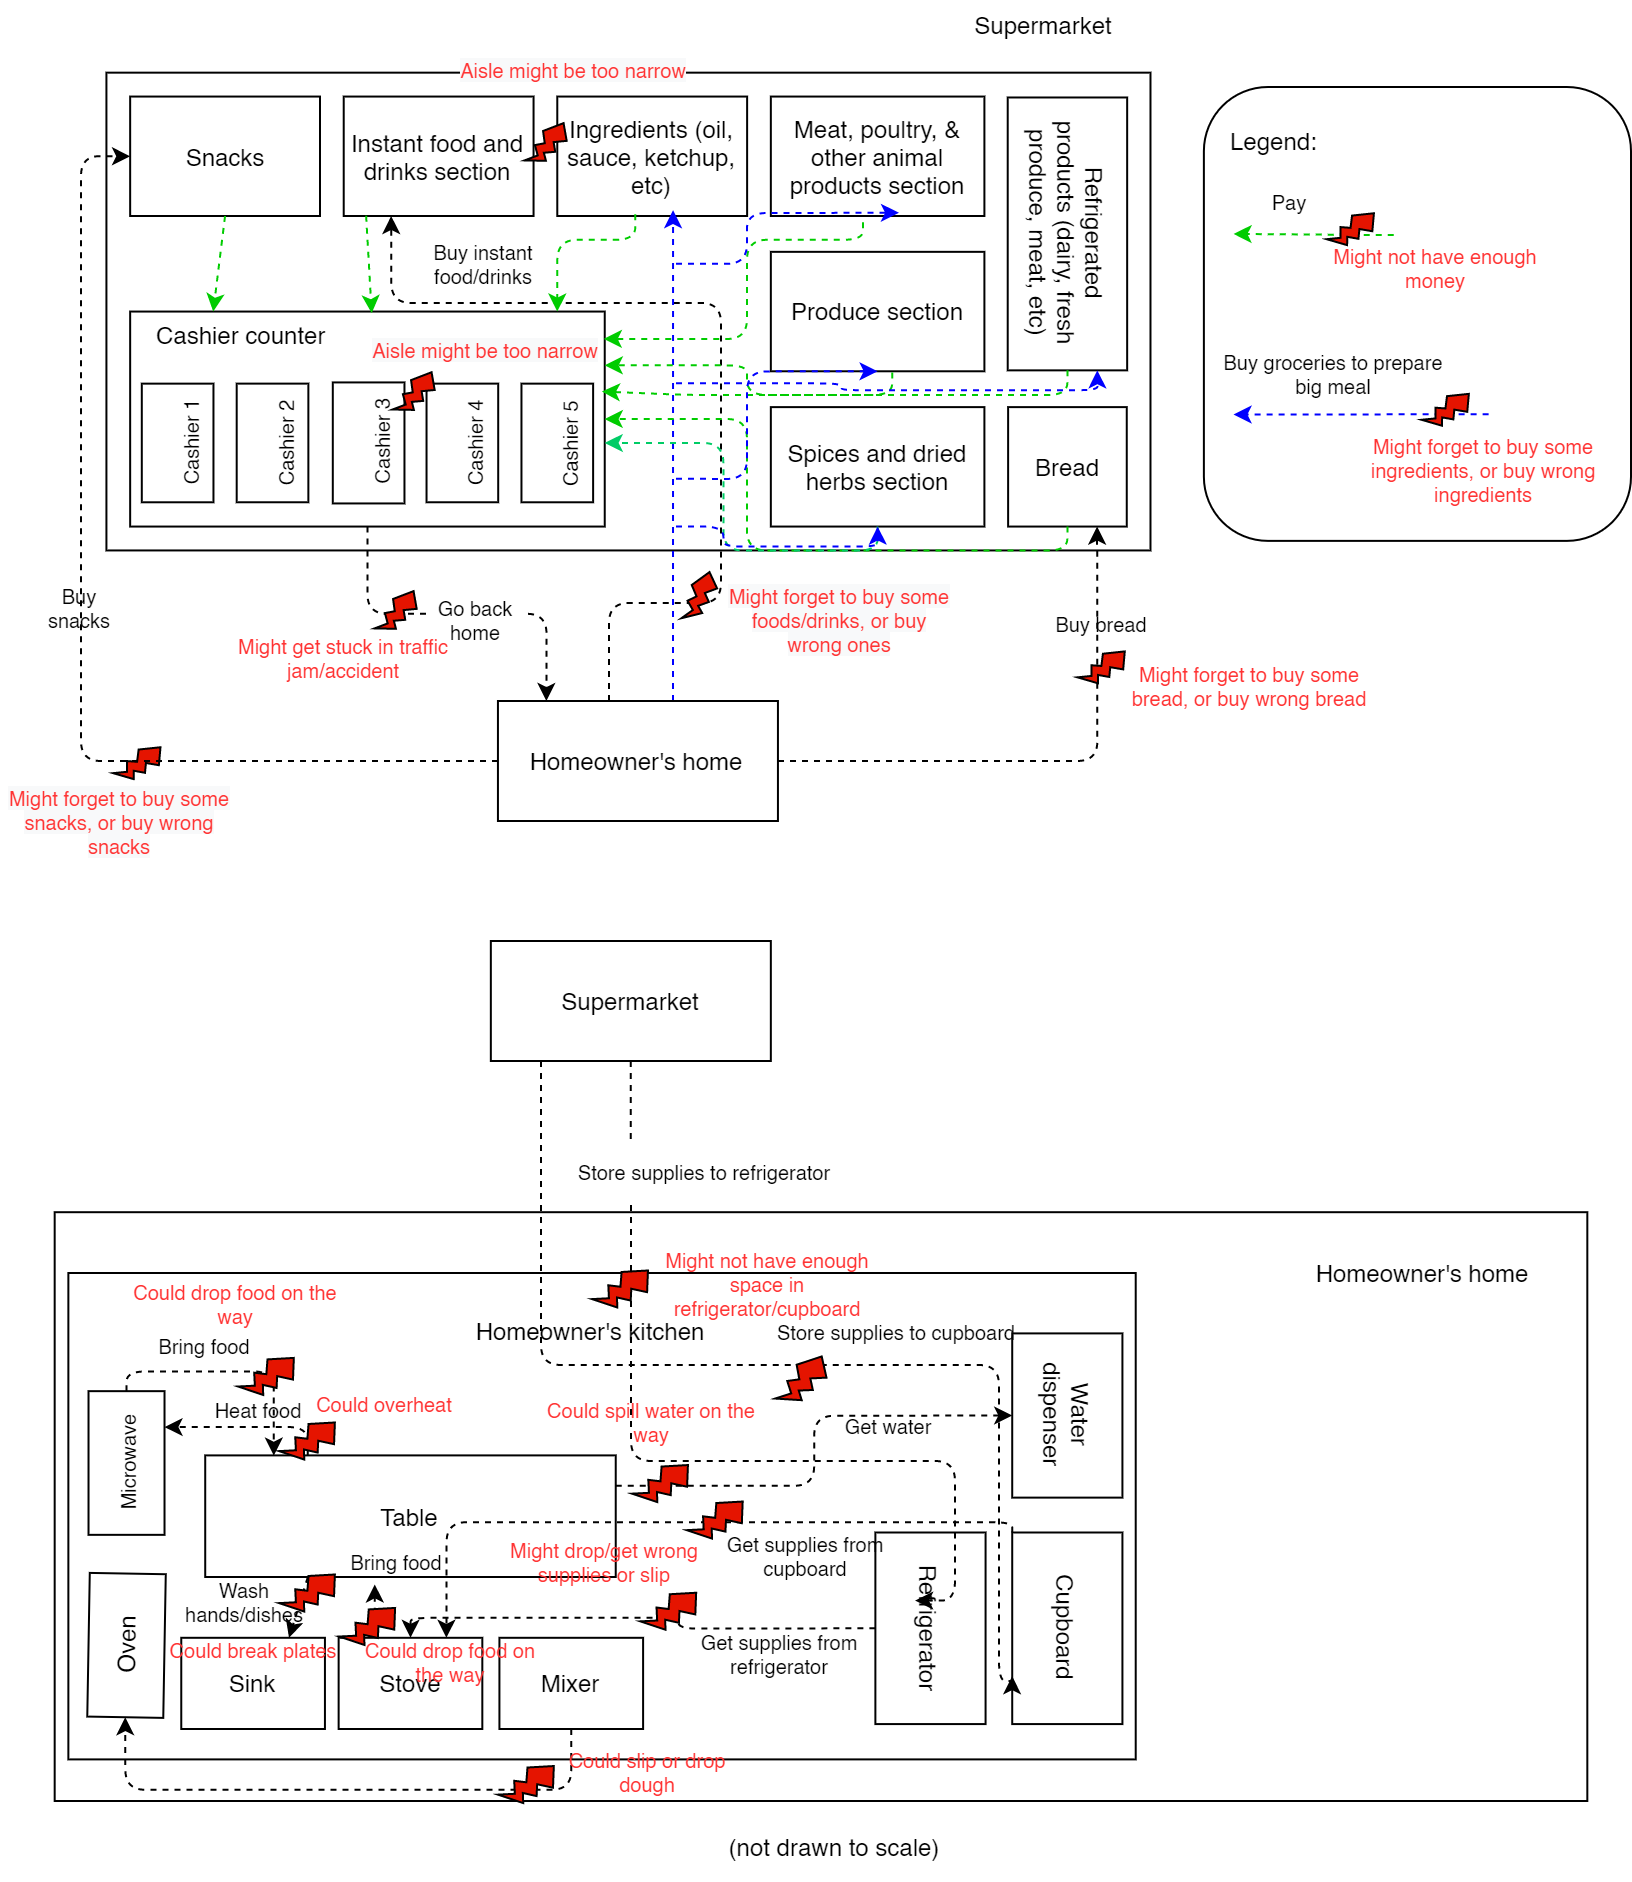 Supermarket
Aisle might be too narrow
Snacks
Instant food and
drinks section
Ingredients (oil,
sauce, ketchup,
etc)
Meat, poultry, &
other animal
products section
Refrigerated
products (dairy, fresh
produce, meat, etc)
Legend:
Pay
Might not have enough
money
Buy groceries to prepare
big meal
Might forget to buy some
ingredients, or buy wrong
ingredients
Buy instant
food/drinks
Produce section
Cashier counter
Aisle might be too narrow
Cashier 1
Cashier 2
Cashier 3
Cashier 4
Cashier 5
Spices and dried
herbs section
Bread
Buy
snacks
Go back
home
Might get stuck in traffic
jam/accident
Might forget to buy some
foods/drinks, or buy
wrong ones
Buy bread
Might forget to buy some
bread, or buy wrong bread
Homeowner's home
Might forget to buy some
snacks, or buy wrong
snacks
Supermarket
Store supplies to refrigerator
Homeowner's home
Might not have enough
space in
refrigerator/cupboard
Could drop food on the
way
Homeowner's kitchen
Store supplies to cupboard
Bring food
Water
dispenser
Heat food
Could overheat
Could spill water on the
way
Get water
Microwave
Table
Get supplies from
cupboard
Might drop/get wrong
supplies or slip
Bring food
Wash
hands/dishes
Refrigerator
Cupboard
Oven
Could break plates
Could drop food on
the way
Get supplies from
refrigerator
Sink
Stove
Mixer
Could slip or drop
dough
(not drawn to scale)